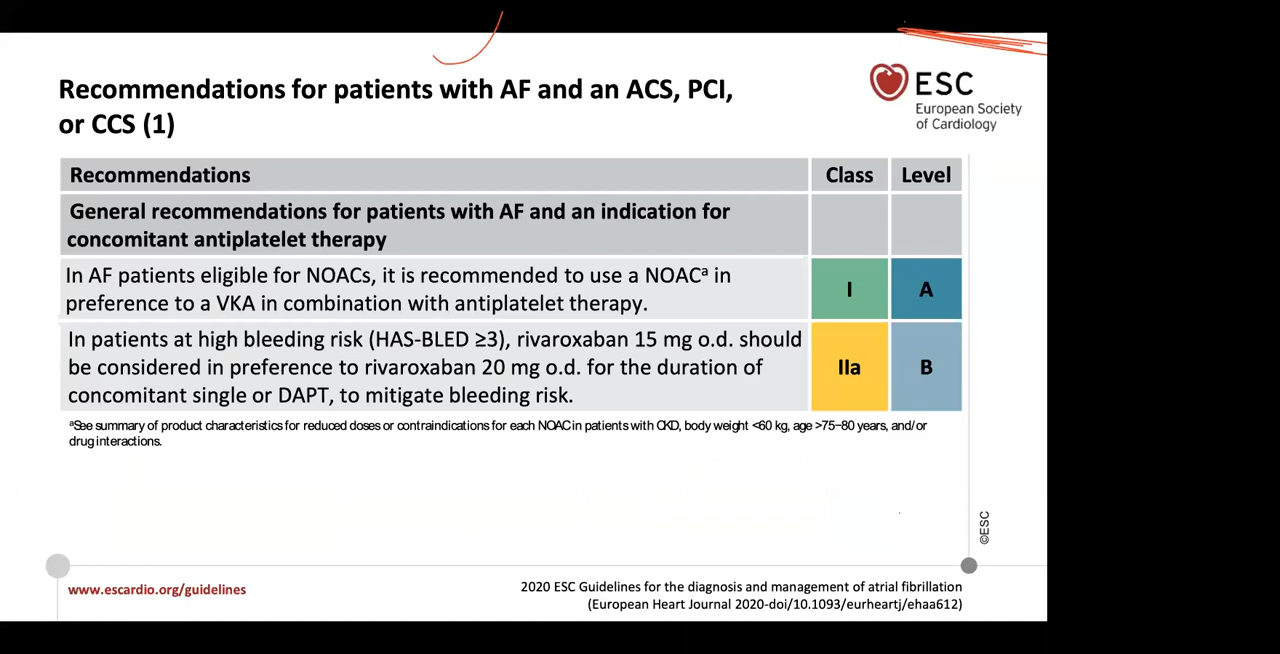 Recommendations for patients with AF and an ACS, PCI,
or CCS (1)
ESC
European Society
of Cardiology
Recommendations Class Level
General recommendations for patients with AF and an indication for
concomitant antiplatelet therapy
In AF patients eligible for NOACs, it is recommended to use a NOACᵃ in
preference to a VKA in combination with antiplatelet therapy.
I A
In patients at high bleeding risk (HAS-BLED ≥3), rivaroxaban 15 mg o.d. should
be considered in preference to rivaroxaban 20 mg o.d. for the duration of
concomitant single or DAPT, to mitigate bleeding risk.
IIa B
ᵃSee summary of product characteristics for reduced doses or contraindications for each NOAC in patients with CKD, body weight <60 kg, age >75−80 years, and/or
drug interactions.
©ESC
www.escardio.org/guidelines
2020 ESC Guidelines for the diagnosis and management of atrial fibrillation
(European Heart Journal 2020-doi/10.1093/eurheartj/ehaa612)